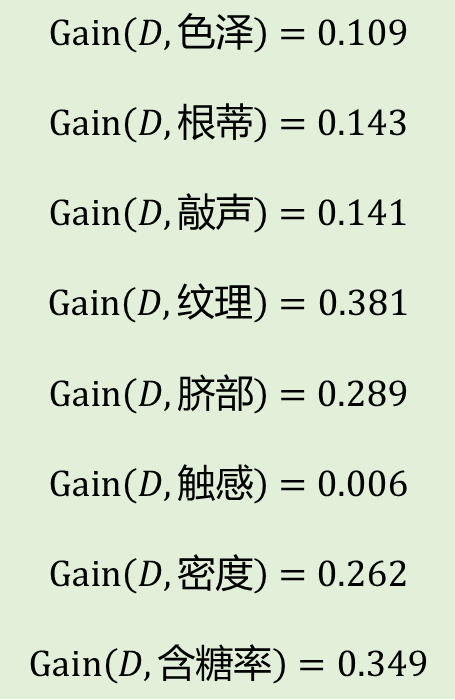 Gain(D, 色泽) = 0.109
Gain(D, 根蒂) = 0.143
Gain(D, 敲声) = 0.141
Gain(D, 纹理) = 0.381
Gain(D, 脐部) = 0.289
Gain(D, 触感) = 0.006
Gain(D, 密度) = 0.262
Gain(D, 含糖率) = 0.349